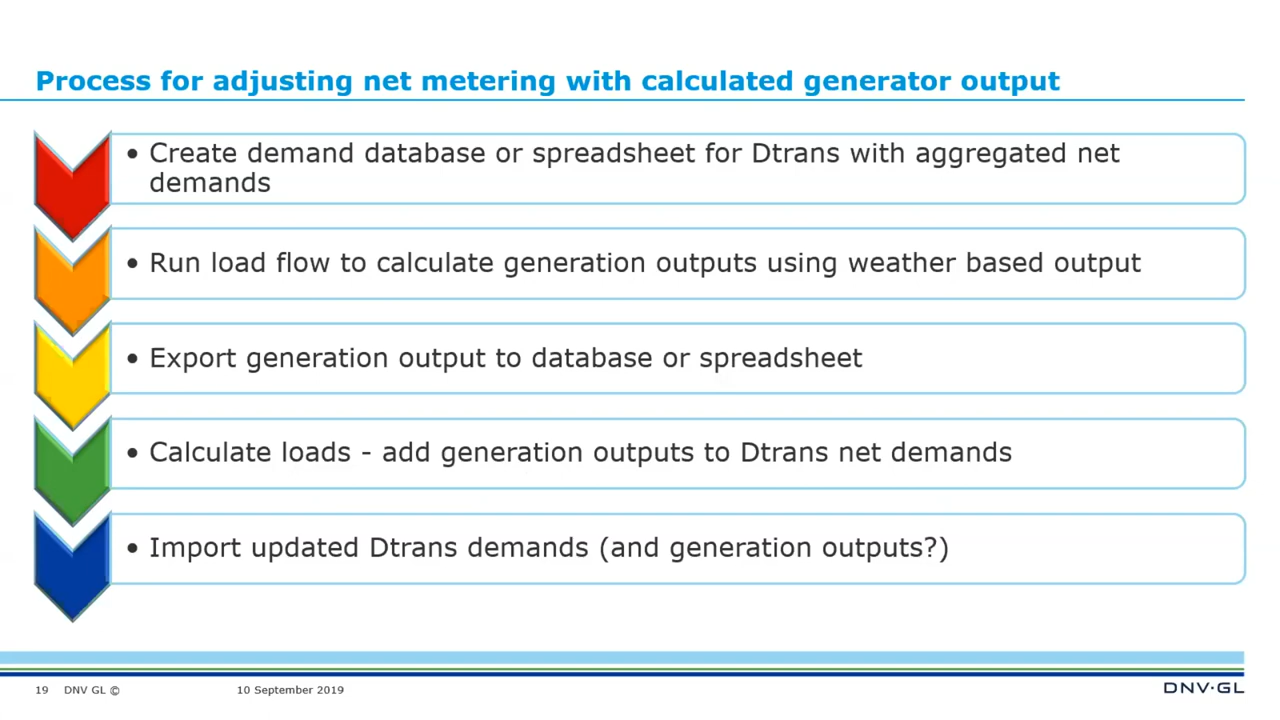 Process for adjusting net metering with calculated generator output
• Create demand database or spreadsheet for Dtrans with aggregated net
demands
• Run load flow to calculate generation outputs using weather based output
• Export generation output to database or spreadsheet
• Calculate loads - add generation outputs to Dtrans net demands
• Import updated Dtrans demands (and generation outputs?)
19 DNV GL © 10 September 2019 DNV·GL